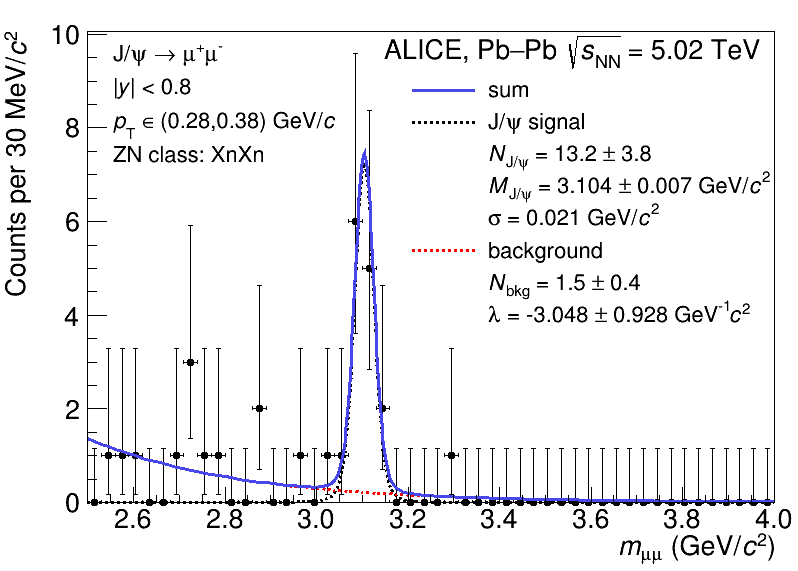 ALICE, Pb–Pb √s_NN = 5.02 TeV
J/ψ → μ⁺μ⁻
|y| < 0.8
p_T ∈ (0.28,0.38) GeV/c
ZN class: XnXn
sum
J/ψ signal
N_J/ψ = 13.2 ± 3.8
M_J/ψ = 3.104 ± 0.007 GeV/c²
σ = 0.021 GeV/c²
background
N_bkg = 1.5 ± 0.4
λ = -3.048 ± 0.928 GeV⁻¹c²
Counts per 30 MeV/c²
10
8
6
4
2
0
2.6 2.8 3.0 3.2 3.4 3.6 3.8 4.0
m_μμ (GeV/c²)